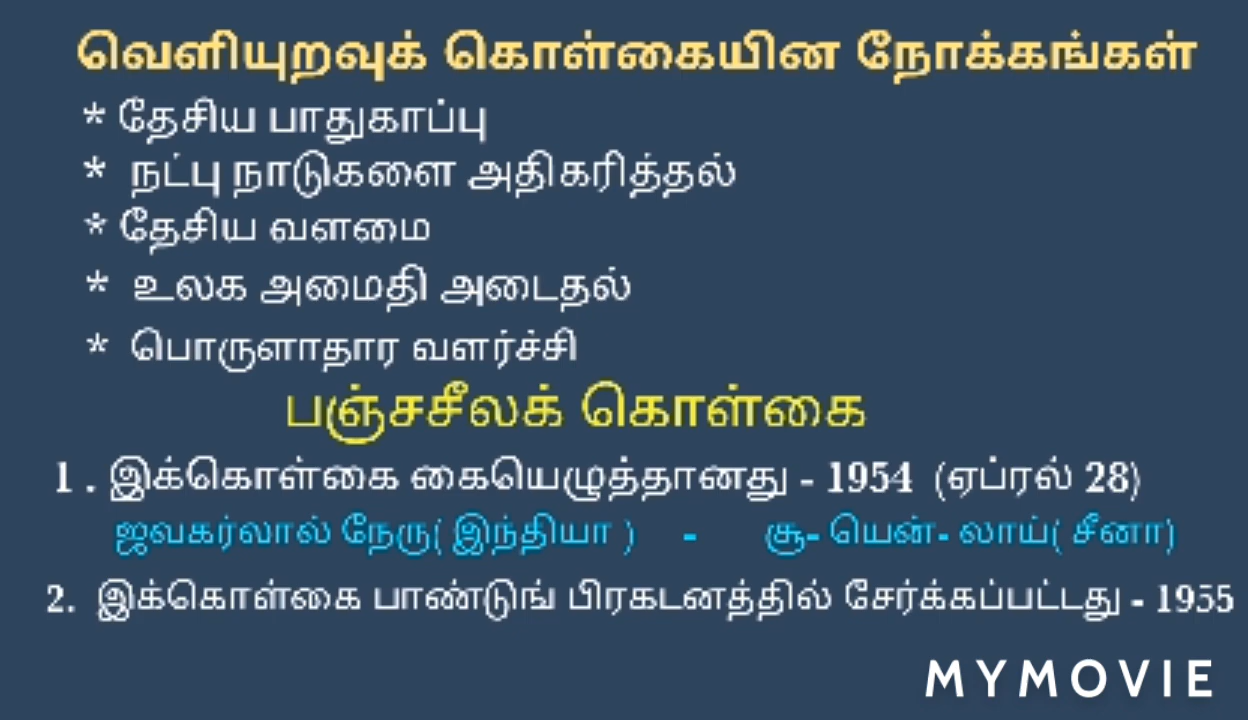 வெளியுறவுக் கொள்கையின நோக்கங்கள்
* தேசிய பாதுகாப்பு
* நட்பு நாடுகளை அதிகரித்தல்
* தேசிய வளமை
* உலக அமைதி அடைதல்
* பொருளாதார வளர்ச்சி
பஞ்சசீலக் கொள்கை
1 . இக்கொள்கை கையெழுத்தானது - 1954 (ஏப்ரல் 28)
ஜவகர்லால் நேரு( இந்தியா ) - சூ- யென்- லாய்( சீனா)
2. இக்கொள்கை பாண்டுங் பிரகடனத்தில் சேர்க்கப்பட்டது - 1955
MYMOVIE